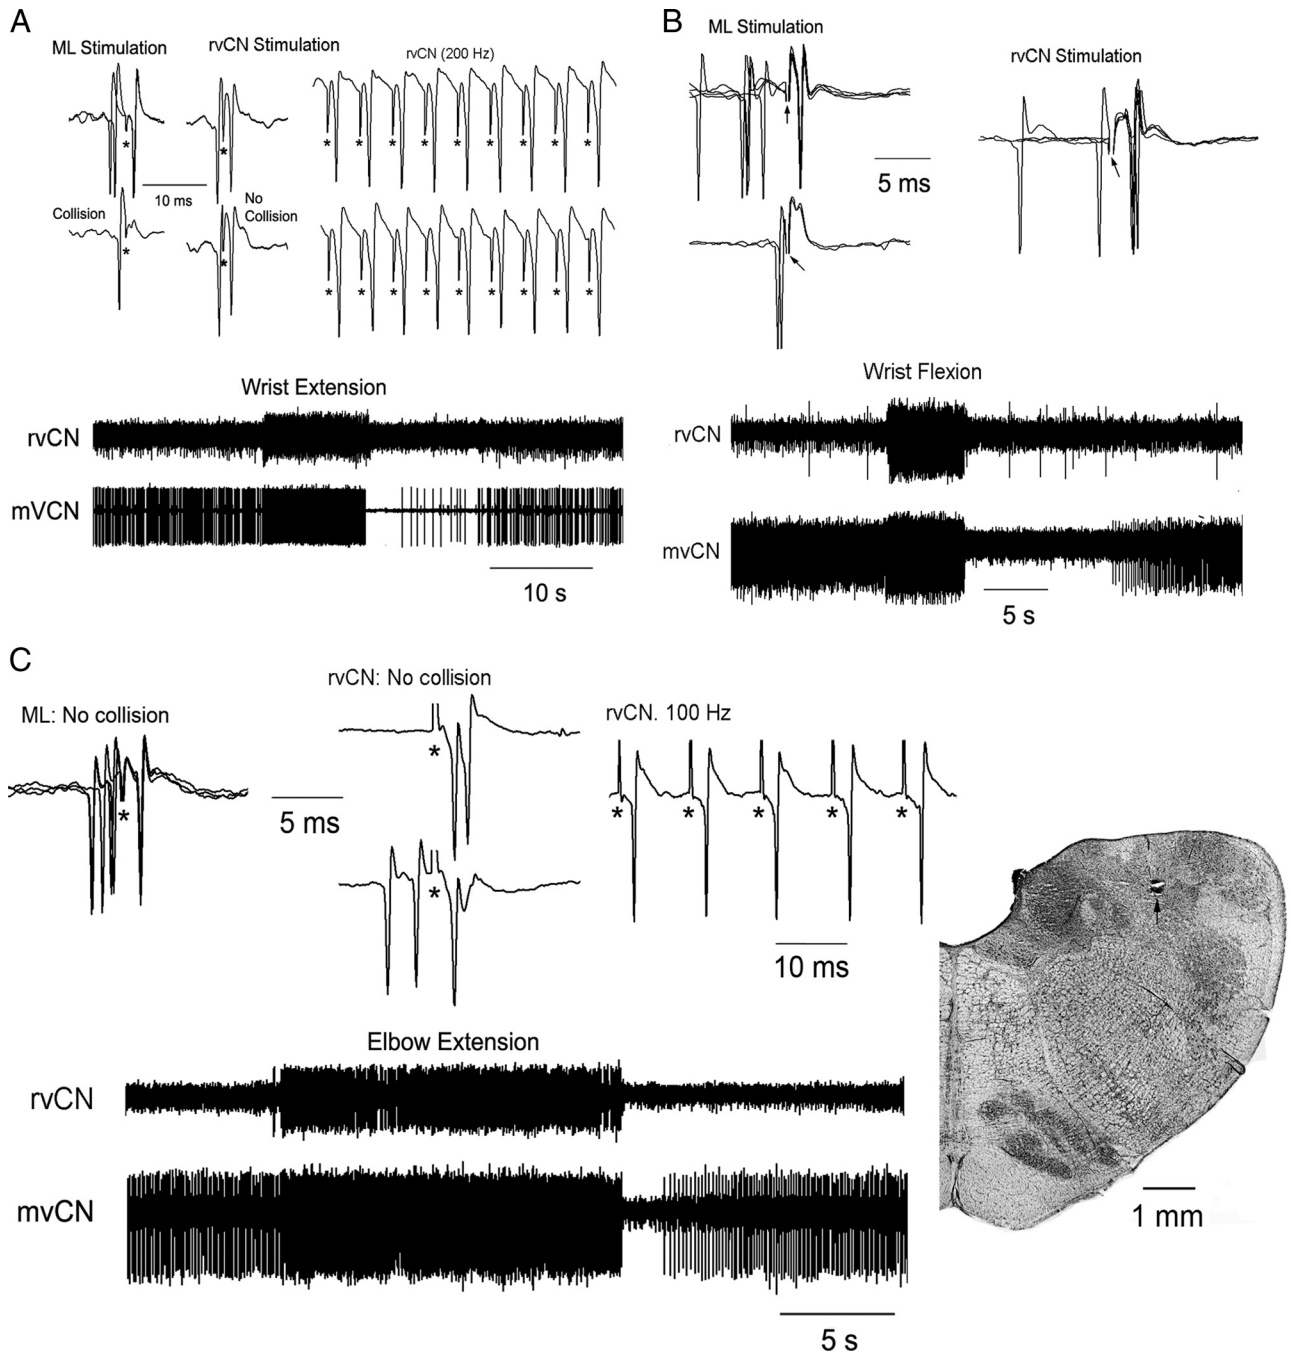 A
ML Stimulation
rvCN Stimulation
rvCN (200 Hz)
* * * * * * * * * * *
10 ms
Collision
No
Collision
* * * * * * * * * * *
Wrist Extension
rvCN
mVCN
10 s
B
ML Stimulation
rvCN Stimulation
5 ms
Wrist Flexion
rvCN
mvCN
5 s
C
rvCN: No collision
ML: No collision
rvCN. 100 Hz
*
* * * * * *
5 ms
*
10 ms
Elbow Extension
rvCN
mvCN
5 s
1 mm